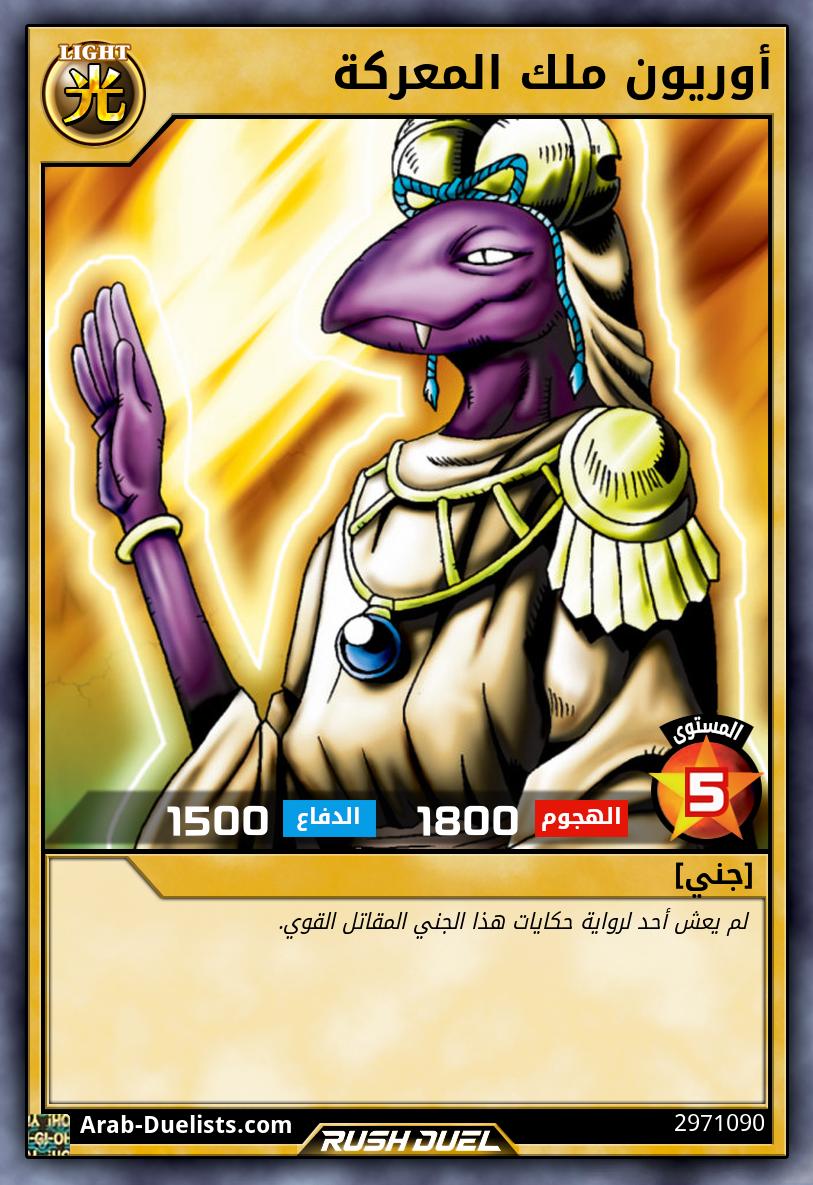 أوريون ملك المعركة
LIGHT
光
المستوى
5
الهجوم 1800 الدفاع 1500
[جني]
لم يعش أحد لرواية حكايات هذا الجني المقاتل القوي.
Arab-Duelists.com
RUSH DUEL
2971090